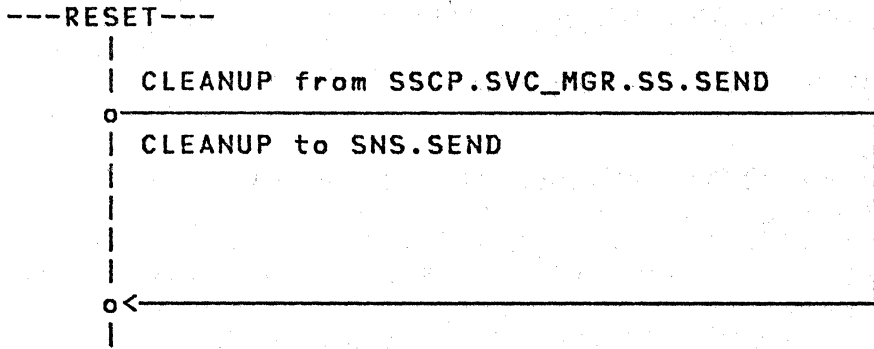 ---RESET---
CLEANUP from SSCP.SVC_MGR.SS.SEND
CLEANUP to SNS.SEND